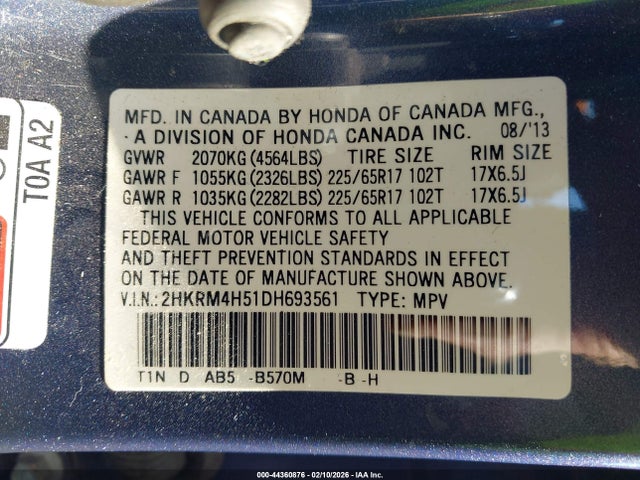 MFD. IN CANADA BY HONDA OF CANADA MFG.,
A DIVISION OF HONDA CANADA INC. 08/'13
GVWR 2070KG (4564LBS) TIRE SIZE RIM SIZE
GAWR F 1055KG (2326LBS) 225/65R17 102T 17X6.5J
GAWR R 1035KG (2282LBS) 225/65R17 102T 17X6.5J
THIS VEHICLE CONFORMS TO ALL APPLICABLE
FEDERAL MOTOR VEHICLE SAFETY
AND THEFT PREVENTION STANDARDS IN EFFECT
ON THE DATE OF MANUFACTURE SHOWN ABOVE.
V.I.N.: 2HKRM4H51DH693561 TYPE: MPV
T1N D AB5 -B570M -B -H
T0A A2
000-44360876 - 02/10/2026 - IAA Inc.